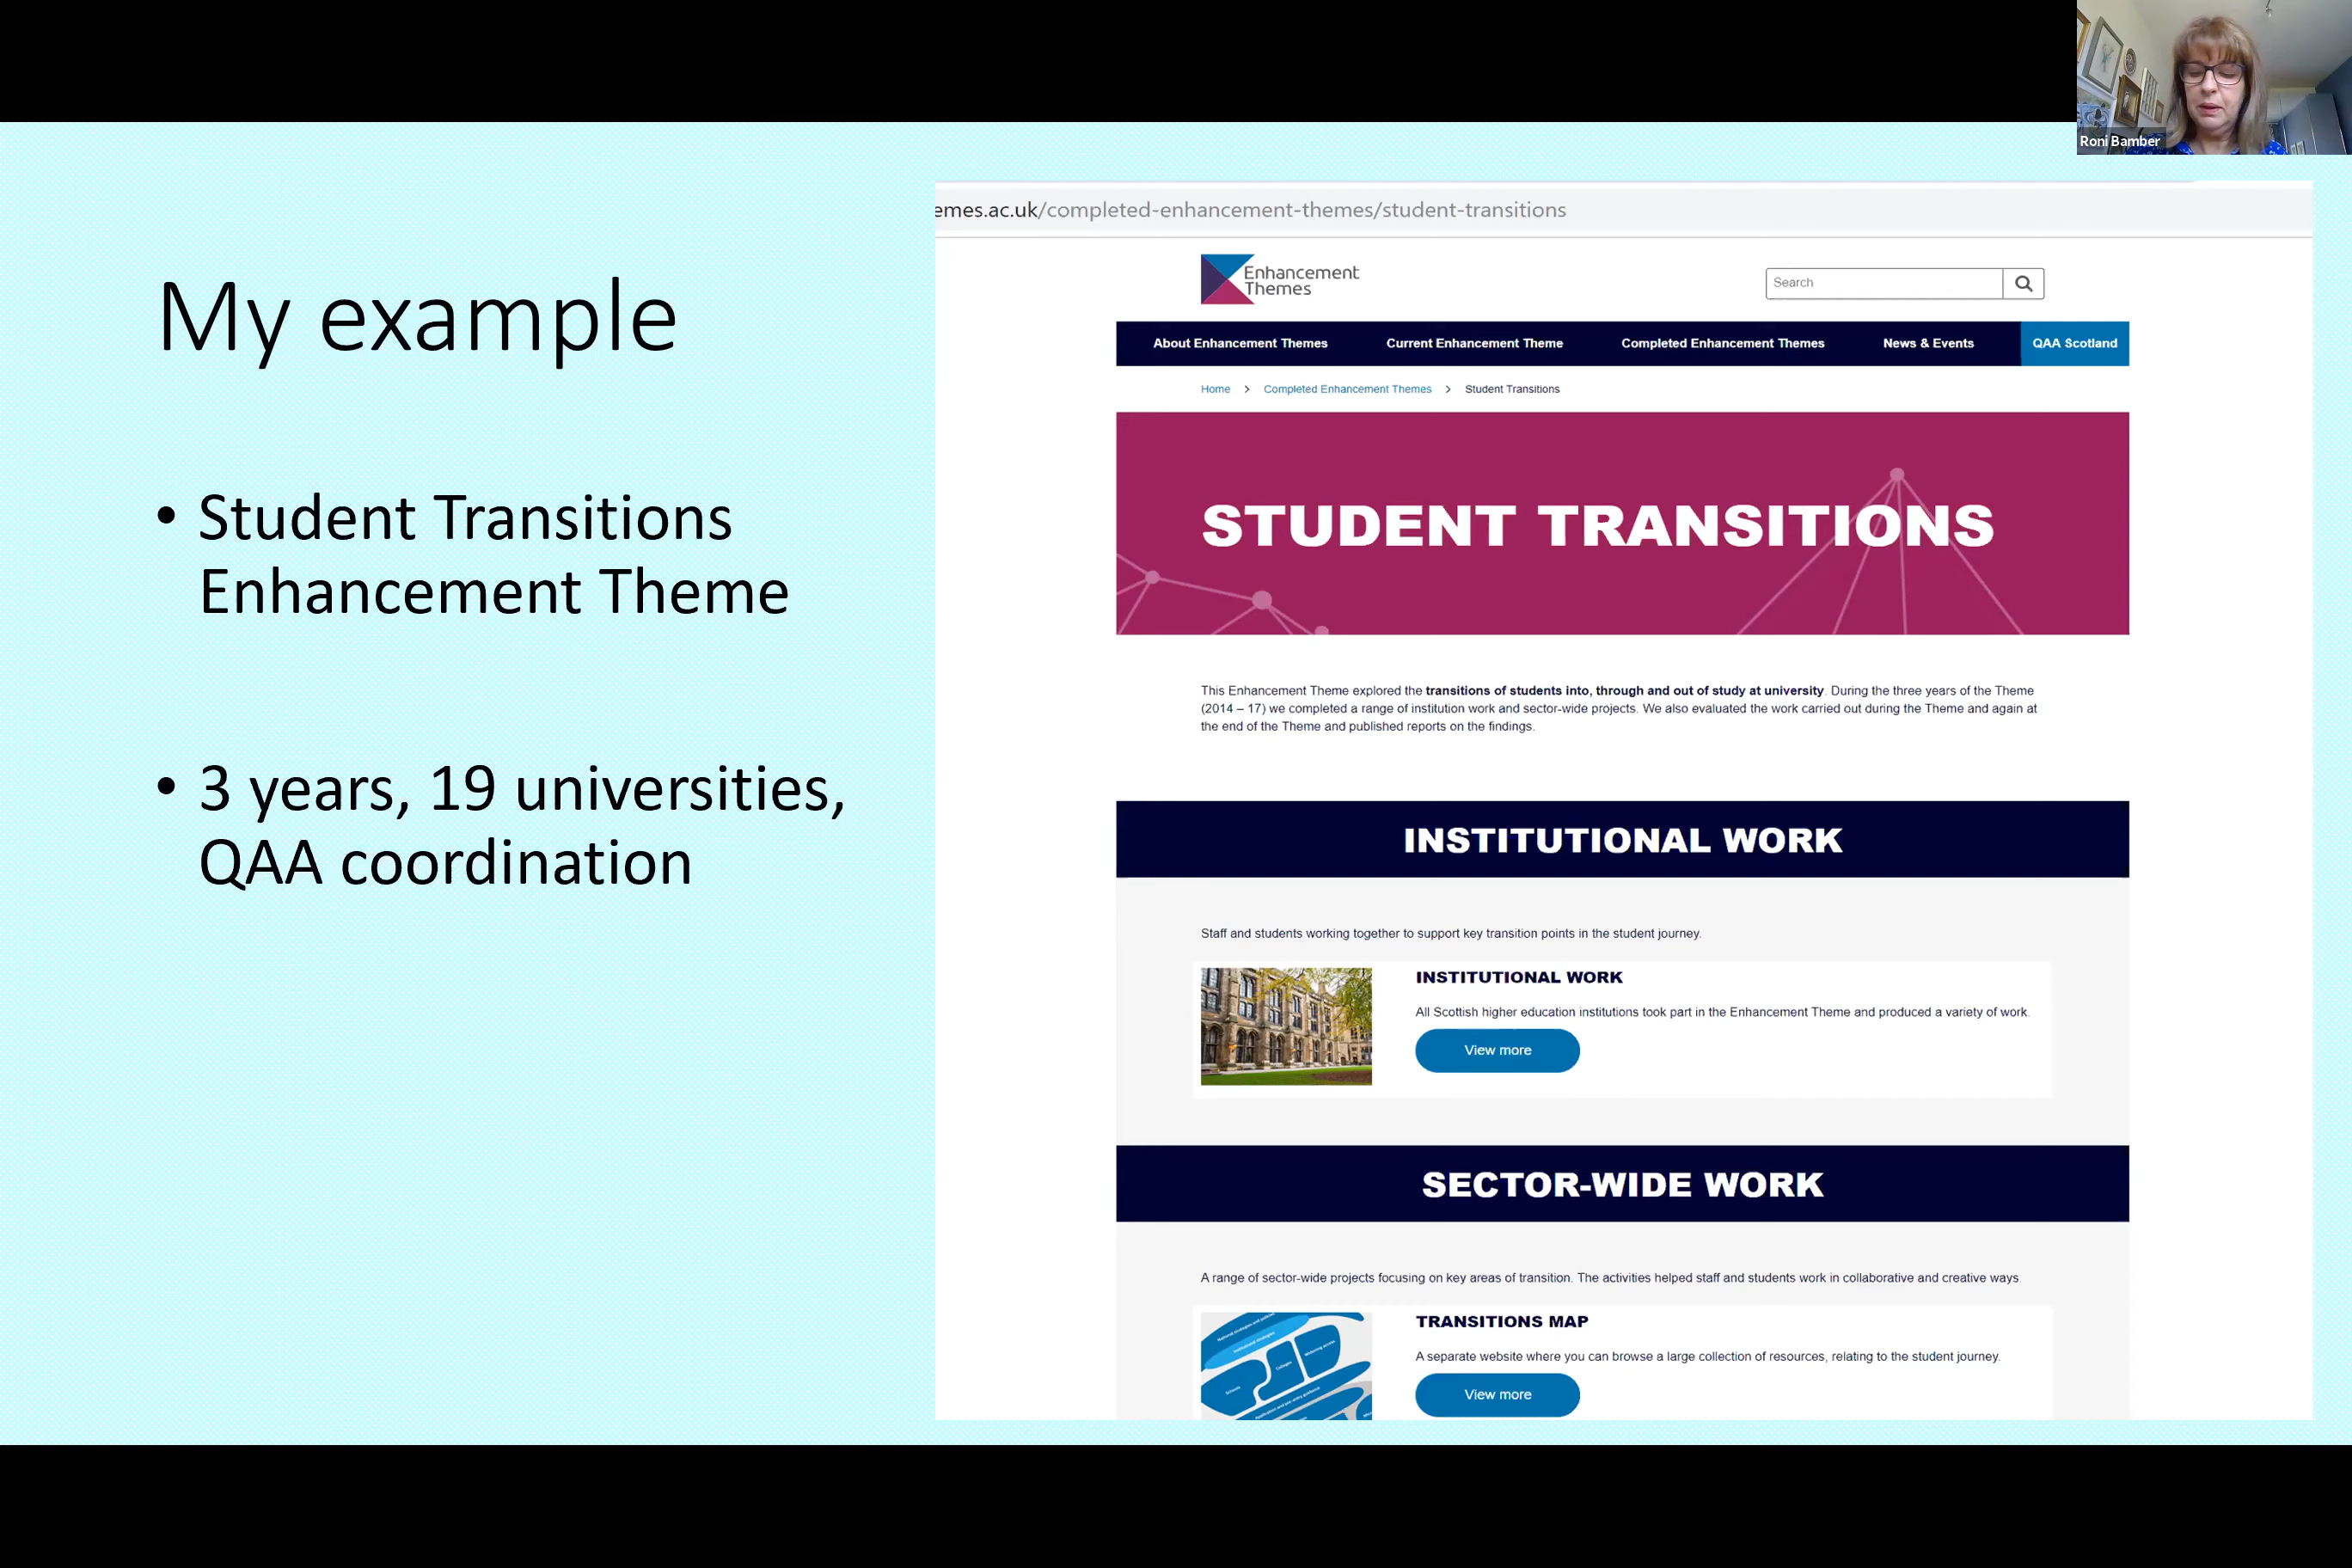 Roni Bamber
My example
• Student Transitions
Enhancement Theme
• 3 years, 19 universities,
QAA coordination
emes.ac.uk/completed-enhancement-themes/student-transitions
Enhancement
Themes
Search
About Enhancement Themes Current Enhancement Theme Completed Enhancement Themes News & Events QAA Scotland
Home > Completed Enhancement Themes > Student Transitions
STUDENT TRANSITIONS
This Enhancement Theme explored the transitions of students into, through and out of study at university. During the three years of the Theme
(2014 – 17) we completed a range of institution work and sector-wide projects. We also evaluated the work carried out during the Theme and again at
the end of the Theme and published reports on the findings.
INSTITUTIONAL WORK
Staff and students working together to support key transition points in the student journey.
INSTITUTIONAL WORK
All Scottish higher education institutions took part in the Enhancement Theme and produced a variety of work.
View more
SECTOR-WIDE WORK
A range of sector-wide projects focusing on key areas of transition. The activities helped staff and students work in collaborative and creative ways.
TRANSITIONS MAP
A separate website where you can browse a large collection of resources, relating to the student journey.
View more
Schools
Colleges